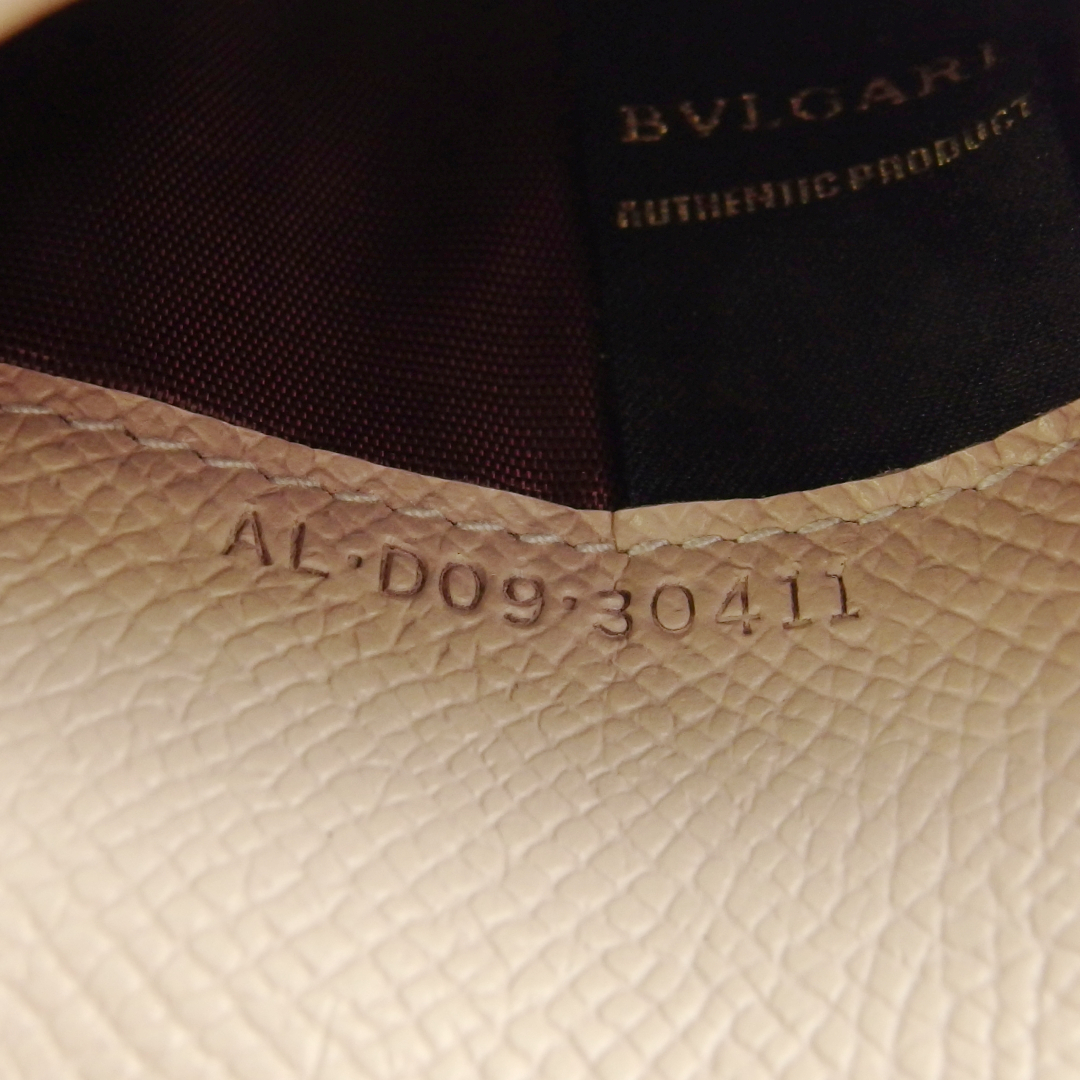 BVLGARI
AUTHENTIC PRODUCT
AL·D09·30411